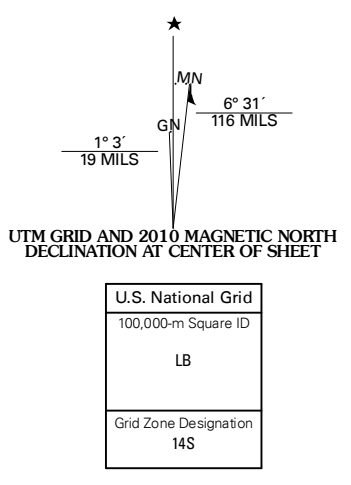 MN
6° 31´
116 MILS
GN
1° 3´
19 MILS
UTM GRID AND 2010 MAGNETIC NORTH
DECLINATION AT CENTER OF SHEET
U.S. National Grid
100,000-m Square ID
LB
Grid Zone Designation
14S